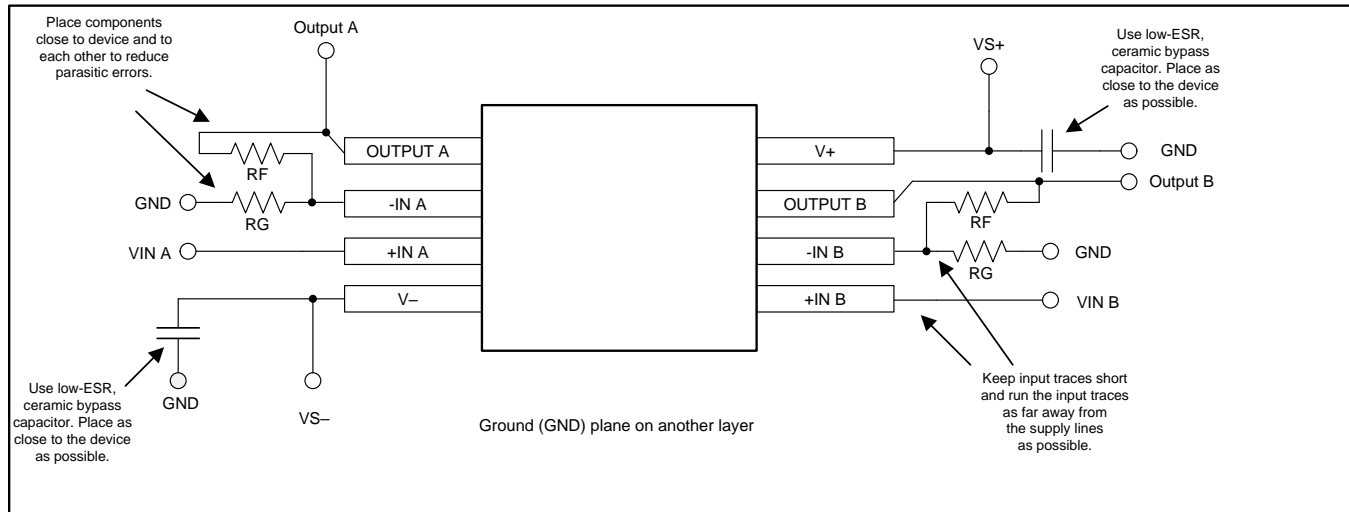 Place components
close to device and to
each other to reduce
parasitic errors.
Output A
VS+
Use low-ESR,
ceramic bypass
capacitor. Place as
close to the device
as possible.
OUTPUT A
V+
GND
RF
Output B
GND
RG
-IN A
OUTPUT B
RF
VIN A
+IN A
-IN B
RG
GND
V–
+IN B
VIN B
Use low-ESR,
ceramic bypass
capacitor. Place as
close to the device
as possible.
GND
VS–
Ground (GND) plane on another layer
Keep input traces short
and run the input traces
as far away from
the supply lines
as possible.